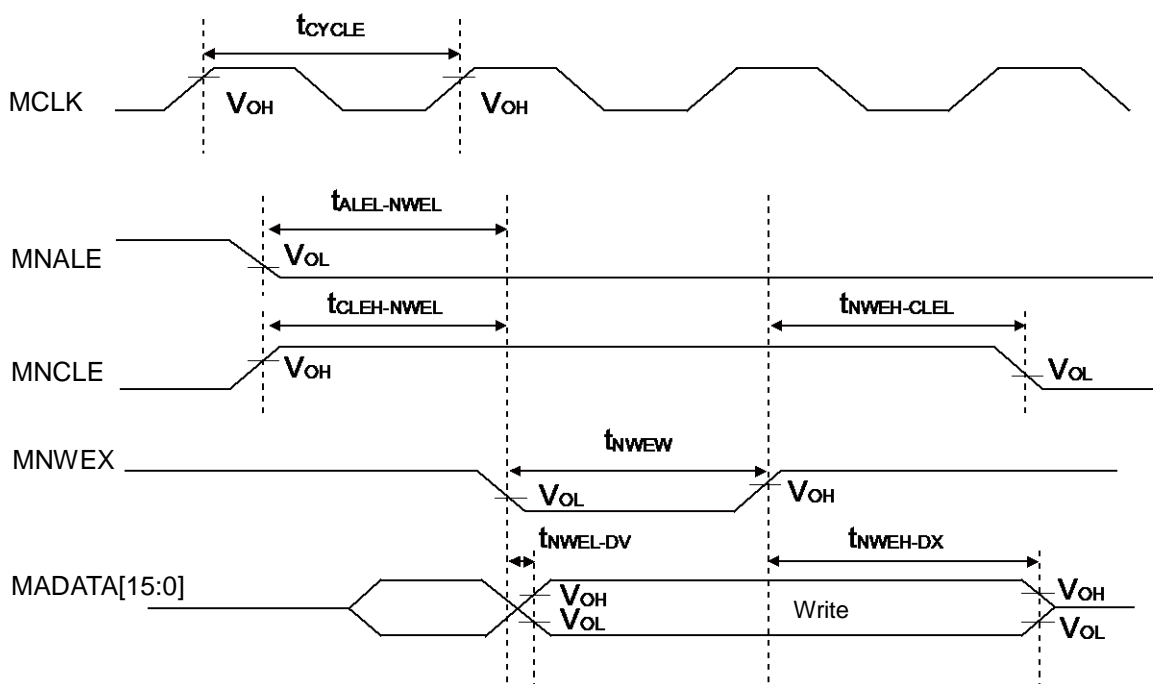 tCYCLE
MCLK
VOH
VOH
tALEL-NWEL
MNALE
VOL
tCLEH-NWEL
tNWEH-CLEL
MNCLE
VOH
VOL
tNWEW
MNWEX
VOL
VOH
tNWEL-DV
tNWEH-DX
MADATA[15:0]
VOH
Write
VOH
VOL
VOL